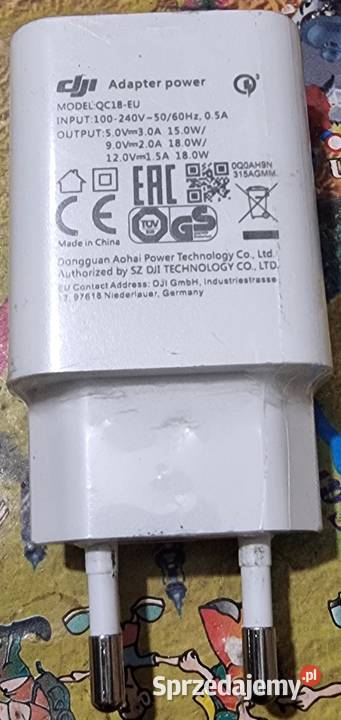 dji Adapter power
MODEL:QC18-EU
INPUT:100-240V~50/60Hz, 0.5A
OUTPUT:5.0V⎓3.0A 15.0W/
9.0V⎓2.0A 18.0W/
12.0V⎓1.5A 18.0W
EAC
0Q0AH9N
315AGMM
CE
TÜV
GS
Made in China
Dongguan Aohai Power Technology Co., Ltd.
Authorized by SZ DJI TECHNOLOGY CO., LTD.
EU Contact Address: DJI GmbH, Industriestrasse
97618 Niederlauer, Germany
Sprzedajemy.pl